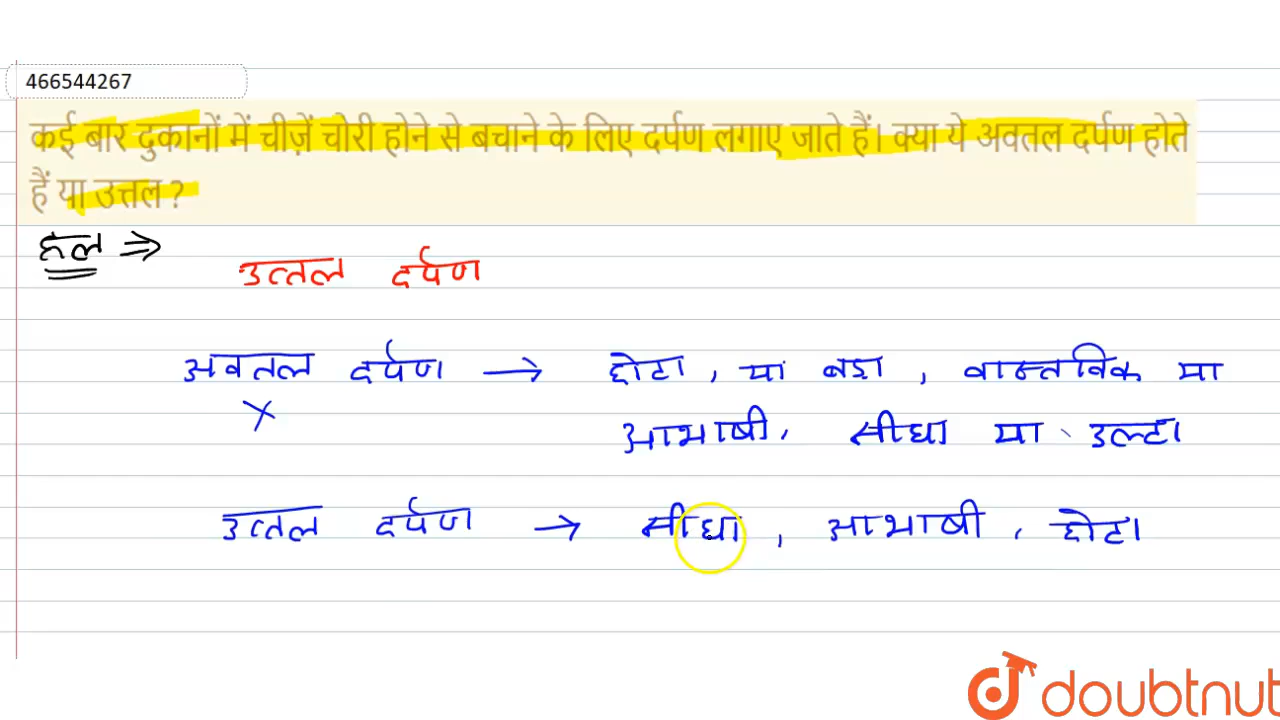 466544267
कई बार दुकानों में चीज़ें चोरी होने से बचाने के लिए दर्पण लगाए जाते हैं। क्या ये अवतल दर्पण होते
हैं या उत्तल ?
हल ⇒
उत्तल दर्पण
अवतल दर्पण → छोटा, या बड़ा, वास्तविक या
× आभाषी, सीधा या उल्टा
उत्तल दर्पण → सीधा, आभाषी, छोटा
doubtnut